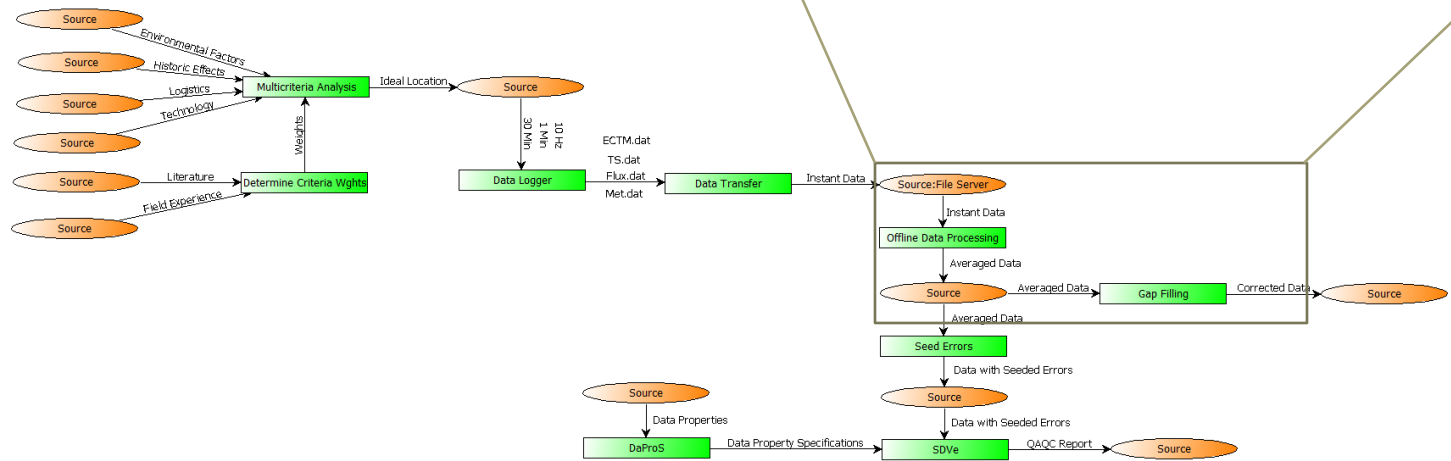 Source
Environmental Factors
Source
Historic Effects
Multicriteria Analysis
Ideal Location
Source
Source
Logistics
Technology
Source
Weights
10 Hz
1 Min
30 Min
ECTM.dat
TS.dat
Flux.dat
Met.dat
Source
Literature
Determine Criteria Wghts
Field Experience
Source
Data Logger
Data Transfer
Instant Data
Source:File Server
Instant Data
Offline Data Processing
Averaged Data
Source
Averaged Data
Gap Filling
Corrected Data
Source
Averaged Data
Seed Errors
Data with Seeded Errors
Source
Source
Data with Seeded Errors
Data Properties
DaProS
Data Property Specifications
SDVe
QAQC Report
Source